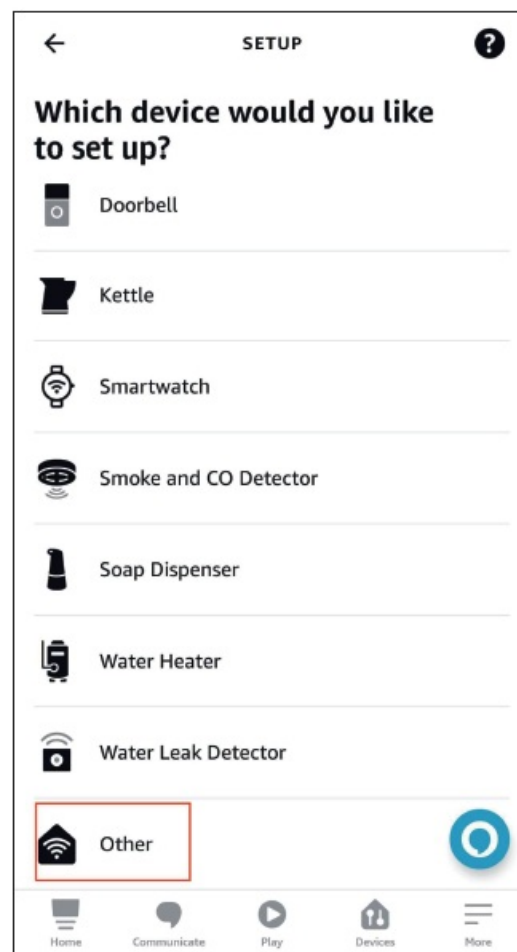 SETUP
?
Which device would you like
to set up?
Doorbell
Kettle
Smartwatch
Smoke and CO Detector
Soap Dispenser
Water Heater
Water Leak Detector
Other
Home Communicate Play Devices More